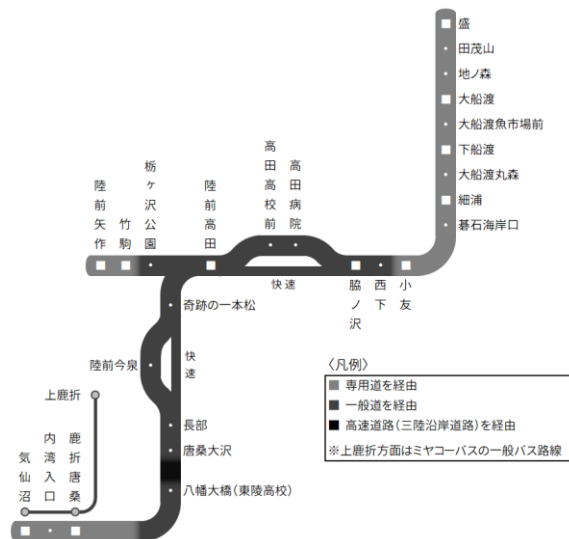 盛
田茂山
地ノ森
大船渡
大船渡魚市場前
下船渡
大船渡丸森
細浦
碁石海岸口
陸前矢作
竹駒
栃ヶ沢公園
陸前高田
高田高校前
高田病院
快速
脇ノ沢
西下
小友
奇跡の一本松
陸前今泉
快速
長部
唐桑大沢
八幡大橋(東陵高校)
上鹿折
気仙沼
内湾入口
鹿折唐桑
〈凡例〉
専用道を経由
一般道を経由
高速道路(三陸沿岸道路)を経由
※上鹿折方面はミヤコーバスの一般バス路線